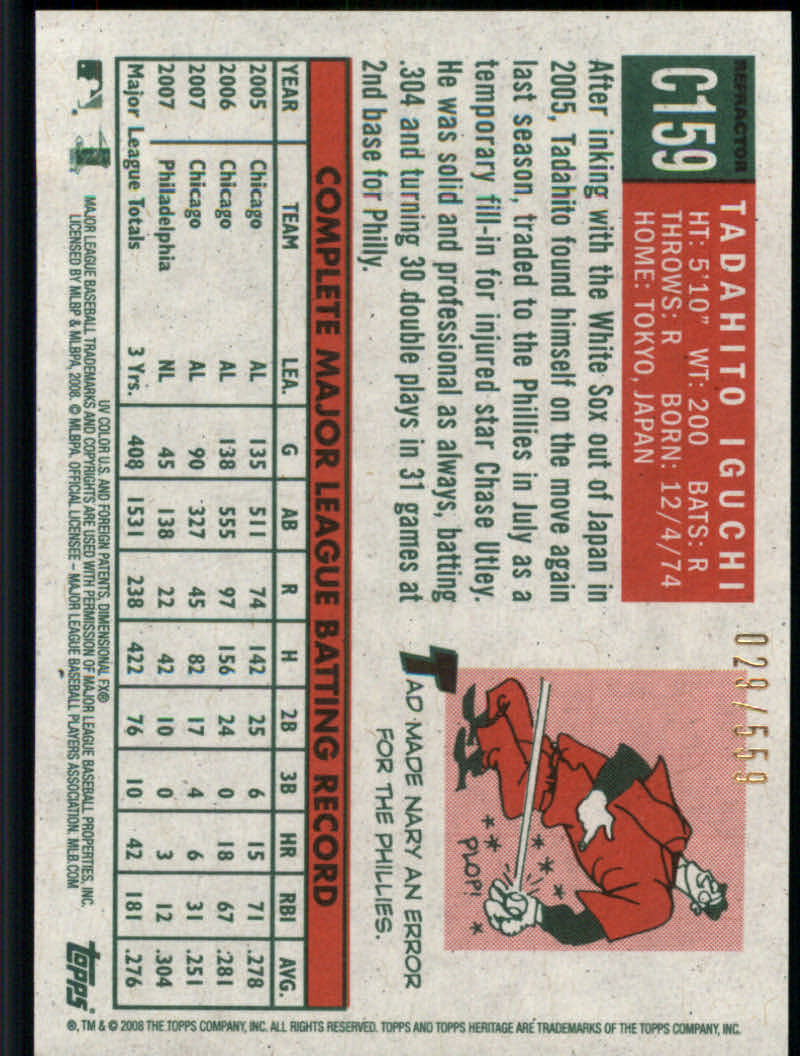 REFRACTOR
C159
TADAHITO IGUCHI
HT: 5'10" WT: 200 BATS: R
THROWS: R BORN: 12/4/74
HOME: TOKYO, JAPAN
029/559
After inking with the White Sox out of Japan in
2005, Tadahito found himself on the move again
last season, traded to the Phillies in July as a
temporary fill-in for injured star Chase Utley.
He was solid and professional as always, batting
.304 and turning 30 double plays in 31 games at
2nd base for Philly.
PLOP!
TAD MADE NARY AN ERROR
FOR THE PHILLIES.
COMPLETE MAJOR LEAGUE BATTING RECORD
YEAR TEAM LEA. G AB R H 2B 3B HR RBI AVG.
2005 Chicago AL 135 511 74 142 25 6 15 71 .278
2006 Chicago AL 138 555 97 156 24 0 18 67 .281
2007 Chicago AL 90 327 45 82 17 4 6 31 .251
2007 Philadelphia NL 45 138 22 42 10 0 3 12 .304
Major League Totals 3 Yrs. 408 1531 238 422 76 10 42 181 .276
UV COLOR U.S. AND FOREIGN PATENTS. DIMENSIONAL FX®
MAJOR LEAGUE BASEBALL TRADEMARKS AND COPYRIGHTS ARE USED WITH PERMISSION OF MAJOR LEAGUE BASEBALL PROPERTIES, INC.
LICENSED BY MLBP & MLBPA, 2008. © MLBPA. OFFICIAL LICENSEE – MAJOR LEAGUE BASEBALL PLAYERS ASSOCIATION. MLB.COM
topps
®, TM & © 2008 THE TOPPS COMPANY, INC. ALL RIGHTS RESERVED. TOPPS AND TOPPS HERITAGE ARE TRADEMARKS OF THE TOPPS COMPANY, INC.